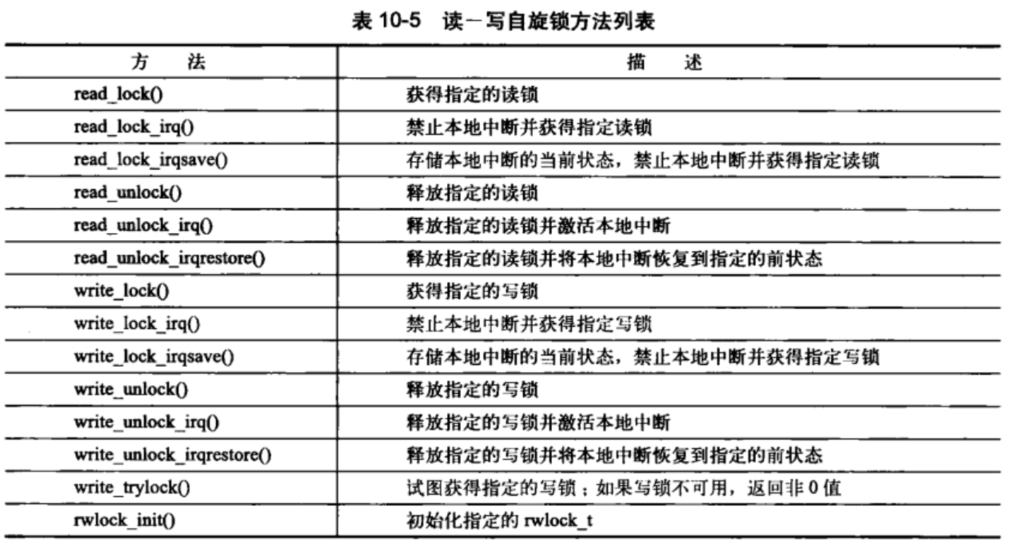 表 10-5 读－写自旋锁方法列表
方 法 描 述
read_lock() 获得指定的读锁
read_lock_irq() 禁止本地中断并获得指定读锁
read_lock_irqsave() 存储本地中断的当前状态，禁止本地中断并获得指定读锁
read_unlock() 释放指定的读锁
read_unlock_irq() 释放指定的读锁并激活本地中断
read_unlock_irqrestore() 释放指定的读锁并将本地中断恢复到指定的前状态
write_lock() 获得指定的写锁
write_lock_irq() 禁止本地中断并获得指定写锁
write_lock_irqsave() 存储本地中断的当前状态，禁止本地中断并获得指定写锁
write_unlock() 释放指定的写锁
write_unlock_irq() 释放指定的写锁并激活本地中断
write_unlock_irqrestore() 释放指定的写锁并将本地中断恢复到指定的前状态
write_trylock() 试图获得指定的写锁；如果写锁不可用，返回非 0 值
rwlock_init() 初始化指定的 rwlock_t